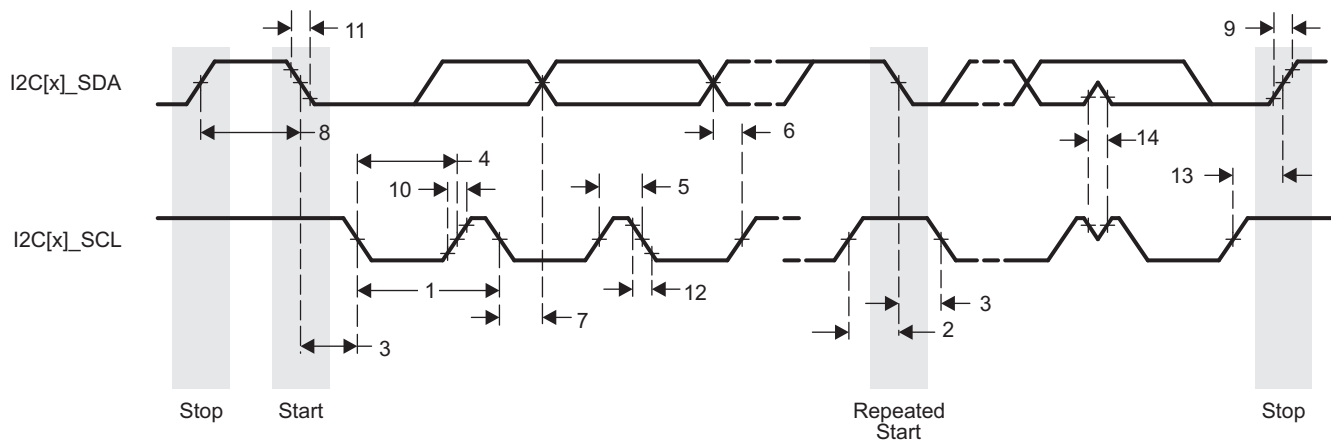 11
9
I2C[x]_SDA
8
6
14
4
10
5
13
I2C[x]_SCL
1
12
7
3
2
3
Stop
Start
Repeated
Start
Stop